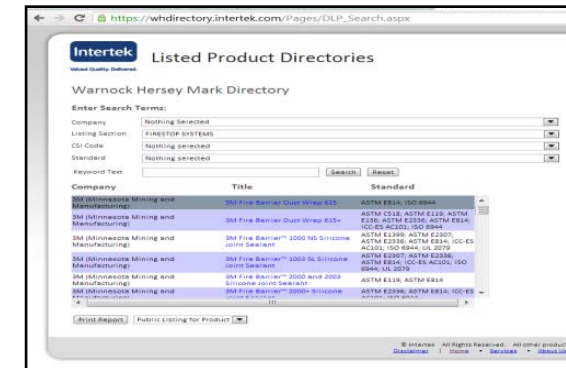 https://whdirectory.intertek.com/Pages/DLP_Search.aspx
Intertek
Valued Quality. Delivered.
Listed Product Directories
Warnock Hersey Mark Directory
Enter Search Terms:
Company Nothing Selected
Listing Section FIRESTOP SYSTEMS
CSI Code Nothing selected
Standard Nothing selected
Keyword Text Search Reset
Company Title Standard
3M (Minnesota Mining and Manufacturing) 3M Fire Barrier Duct Wrap 615 ASTM E814; ISO 6944
3M (Minnesota Mining and Manufacturing) 3M Fire Barrier Duct Wrap 615+ ASTM C518; ASTM E119; ASTM E136; ASTM E2336; ASTM E814; ICC-ES AC101; ISO 6944
3M (Minnesota Mining and Manufacturing) 3M Fire Barrier™ 1000 NS Silicone Joint Sealant ASTM E1399; ASTM E2307; ASTM E2336; ASTM E814; ICC-ES AC101; ISO 6944; UL 2079
3M (Minnesota Mining and Manufacturing) 3M Fire Barrier™ 1003 SL Silicone Joint Sealant ASTM E2307; ASTM E2336; ASTM E814; ICC-ES AC101; ISO 6944; UL 2079
3M (Minnesota Mining and Manufacturing) 3M Fire Barrier™ 2000 and 2003 Silicone Joint Sealant ASTM E119; ASTM E814
3M (Minnesota Mining and 3M Fire Barrier™ 2000+ Silicone ASTM E2336; ASTM E814; ICC-ES
Print Report Public Listing for Product
© Intertek All Rights Reserved. All other product
Disclaimer | Home • Services • About Us